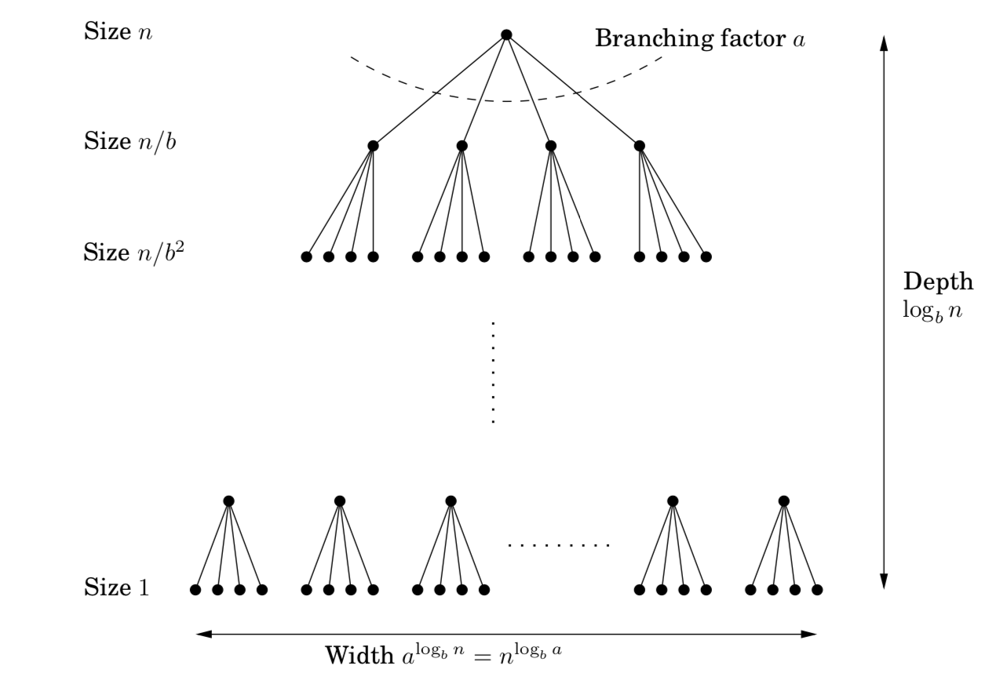 Size n
Branching factor a
Size n/b
Size n/b²
Depth
log_b n
Size 1
Width a^{log_b n} = n^{log_b a}